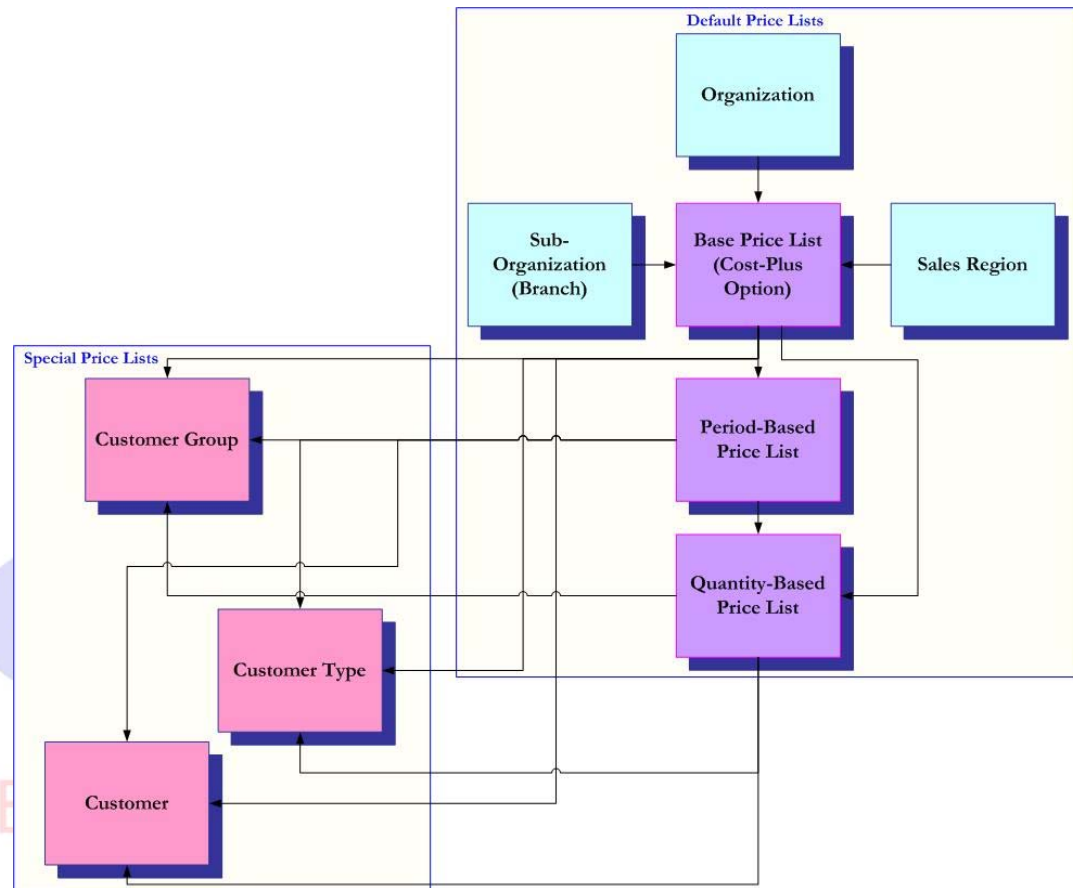 Default Price Lists
Organization
Sub-
Organization
(Branch)
Base Price List
(Cost-Plus
Option)
Sales Region
Special Price Lists
Customer Group
Period-Based
Price List
Quantity-Based
Price List
Customer Type
Customer